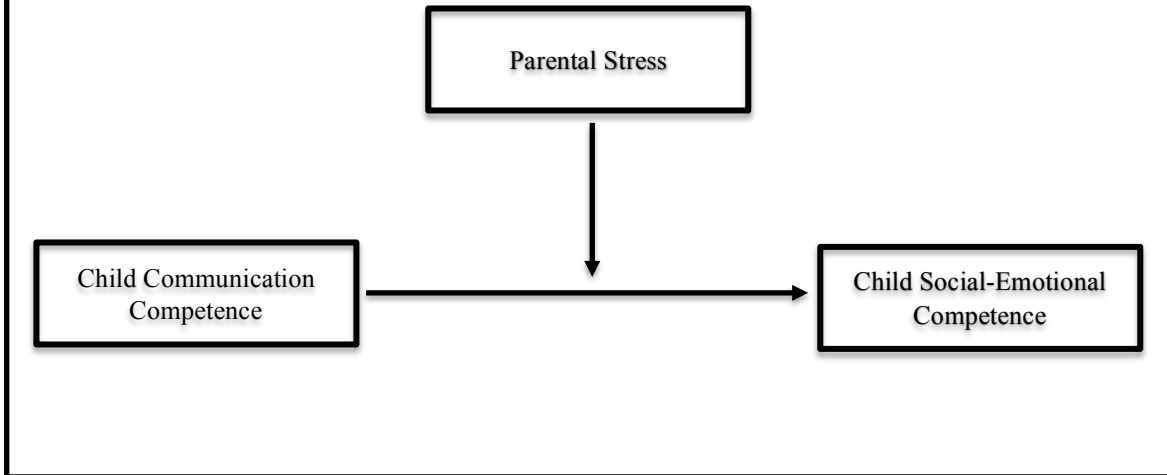 Parental Stress
Child Communication
Competence
Child Social-Emotional
Competence